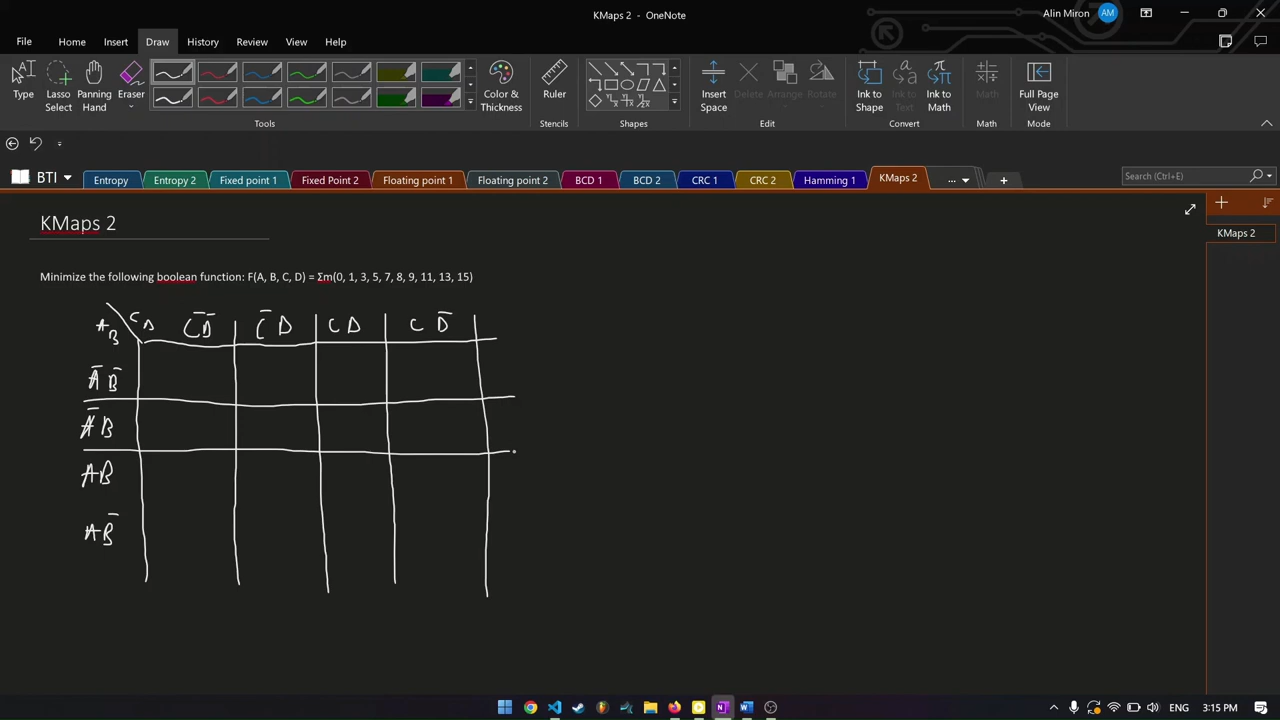 KMaps 2 - OneNote
Alin Miron AM
File Home Insert Draw History Review View Help
Type
Lasso Select
Panning Hand
Eraser
Color & Thickness
Ruler
Insert Space
Delete
Arrange
Rotate
Ink to Shape
Ink to Text
Ink to Math
Math
Full Page View
Tools Stencils Shapes Edit Convert Math Mode
BTI Entropy Entropy 2 Fixed point 1 Fixed Point 2 Floating point 1 Floating point 2 BCD 1 BCD 2 CRC 1 CRC 2 Hamming 1 KMaps 2 ... + Search (Ctrl+E)
KMaps 2
KMaps 2
Minimize the following boolean function: F(A, B, C, D) = Σm(0, 1, 3, 5, 7, 8, 9, 11, 13, 15)
AB CD C̅D̅ C̅D CD CD̅
A̅B̅
A̅B
AB
AB̅
ENG 3:15 PM